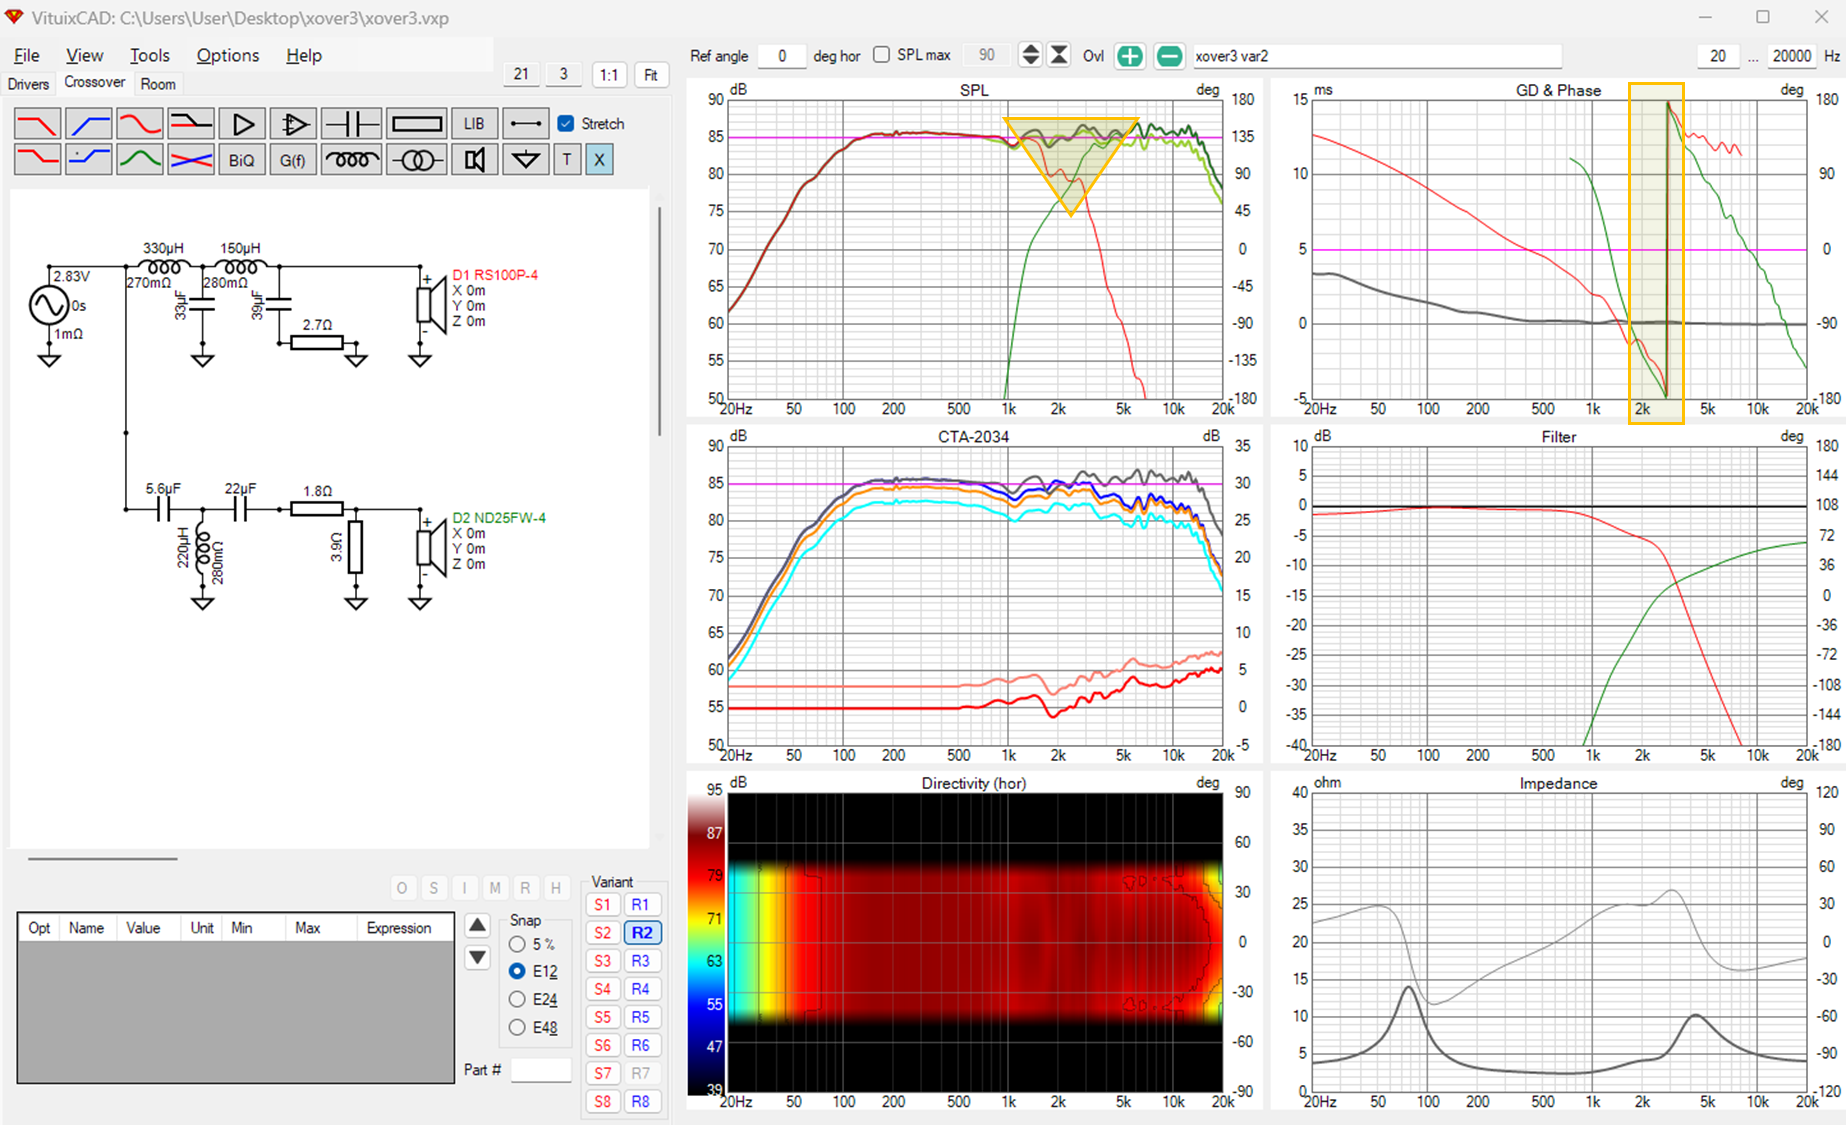 VituixCAD: C:\Users\User\Desktop\xover3\xover3.vxp
File View Tools Options Help
Drivers Crossover Room
21 3 1:1 Fit
Ref angle 0 deg hor SPL max 90 Ovl xover3 var2 20 ... 20000 Hz
LIB Stretch
BiQ G(f) T X
330µH 150µH
2.83V 270mΩ 280mΩ
0s 33µF 39µF
1mΩ 2.7Ω
D1 RS100P-4
X 0m
Y 0m
Z 0m
+
-
5.6µF 22µF 1.8Ω
220µH 280mΩ 3.9Ω
D2 ND25FW-4
X 0m
Y 0m
Z 0m
+
-
O S I M R H
Opt Name Value Unit Min Max Expression
Snap
5 %
E12
E24
E48
Part #
Variant
S1 R1
S2 R2
S3 R3
S4 R4
S5 R5
S6 R6
S7 R7
S8 R8
dB SPL deg
90 85 80 75 70 65 60 55 50
180 135 90 45 0 -45 -90 -135 -180
20Hz 50 100 200 500 1k 2k 5k 10k 20k
ms GD & Phase deg
15 10 5 0 -5
180 90 0 -90 -180
20Hz 50 100 200 500 1k 2k 5k 10k 20k
dB CTA-2034 dB
90 85 80 75 70 65 60 55 50
35 30 25 20 15 10 5 0 -5
20Hz 50 100 200 500 1k 2k 5k 10k 20k
dB Filter deg
10 5 0 -5 -10 -15 -20 -25 -30 -35 -40
180 144 108 72 36 0 -36 -72 -108 -144 -180
20Hz 50 100 200 500 1k 2k 5k 10k 20k
dB Directivity (hor) deg
95 87 79 71 63 55 47 39
90 60 30 0 -30 -60 -90
20Hz 50 100 200 500 1k 2k 5k 10k 20k
ohm Impedance deg
40 35 30 25 20 15 10 5 0
120 90 60 30 0 -30 -60 -90 -120
20Hz 50 100 200 500 1k 2k 5k 10k 20k